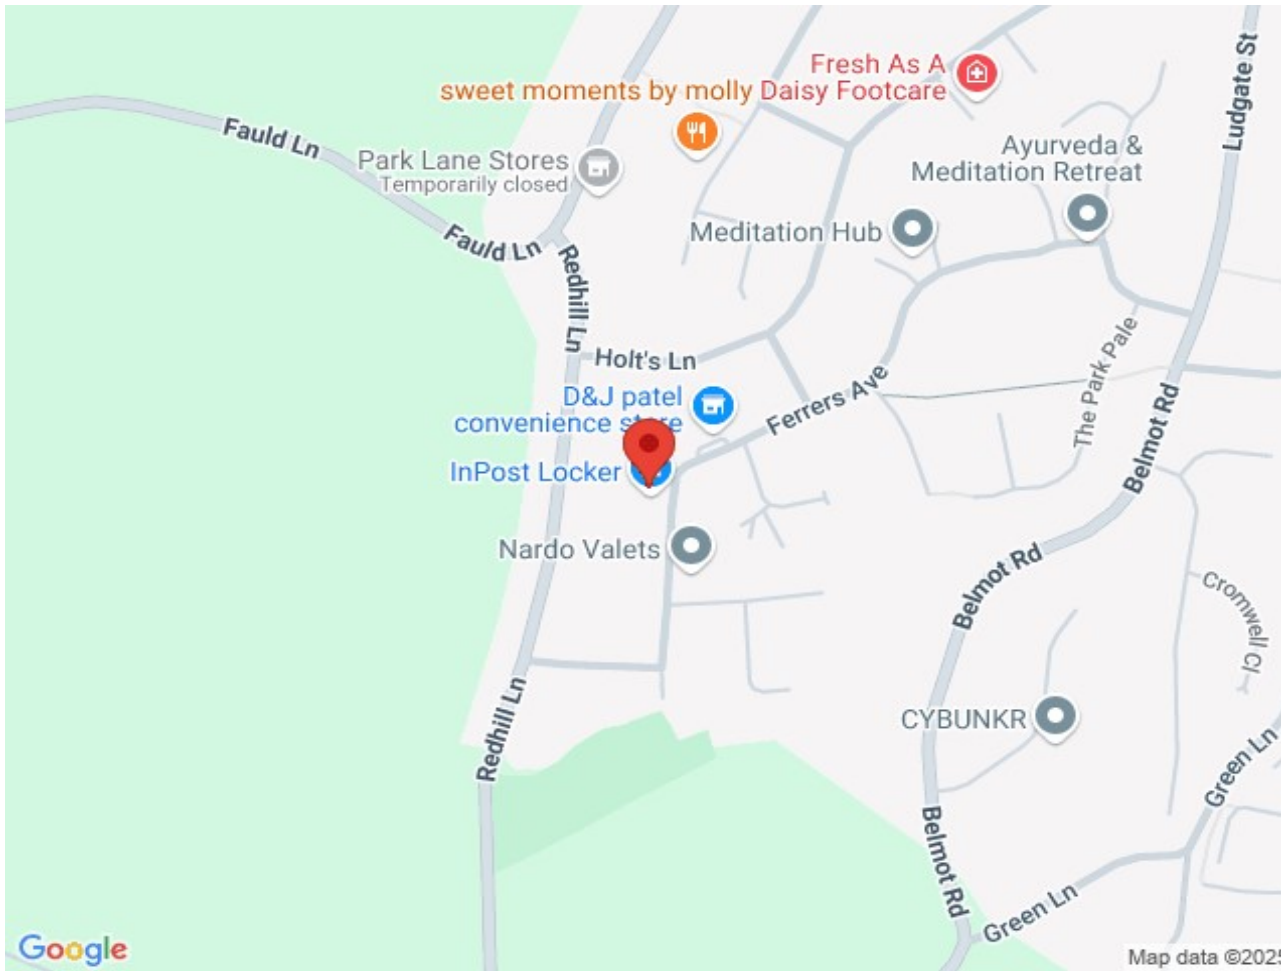 Fresh As A
Daisy Footcare
sweet moments by molly
Ludgate St
Fauld Ln
Park Lane Stores
Temporarily closed
Ayurveda &
Meditation Retreat
Fauld Ln
Meditation Hub
Redhill Ln
Holt's Ln
The Park Pale
D&J patel
convenience store
Ferrers Ave
Belmot Rd
InPost Locker
Nardo Valets
Belmot Rd
Cromwell Cl
Redhill Ln
CYBUNKR
Green Ln
Belmot Rd
Green Ln
Google
Map data ©2025